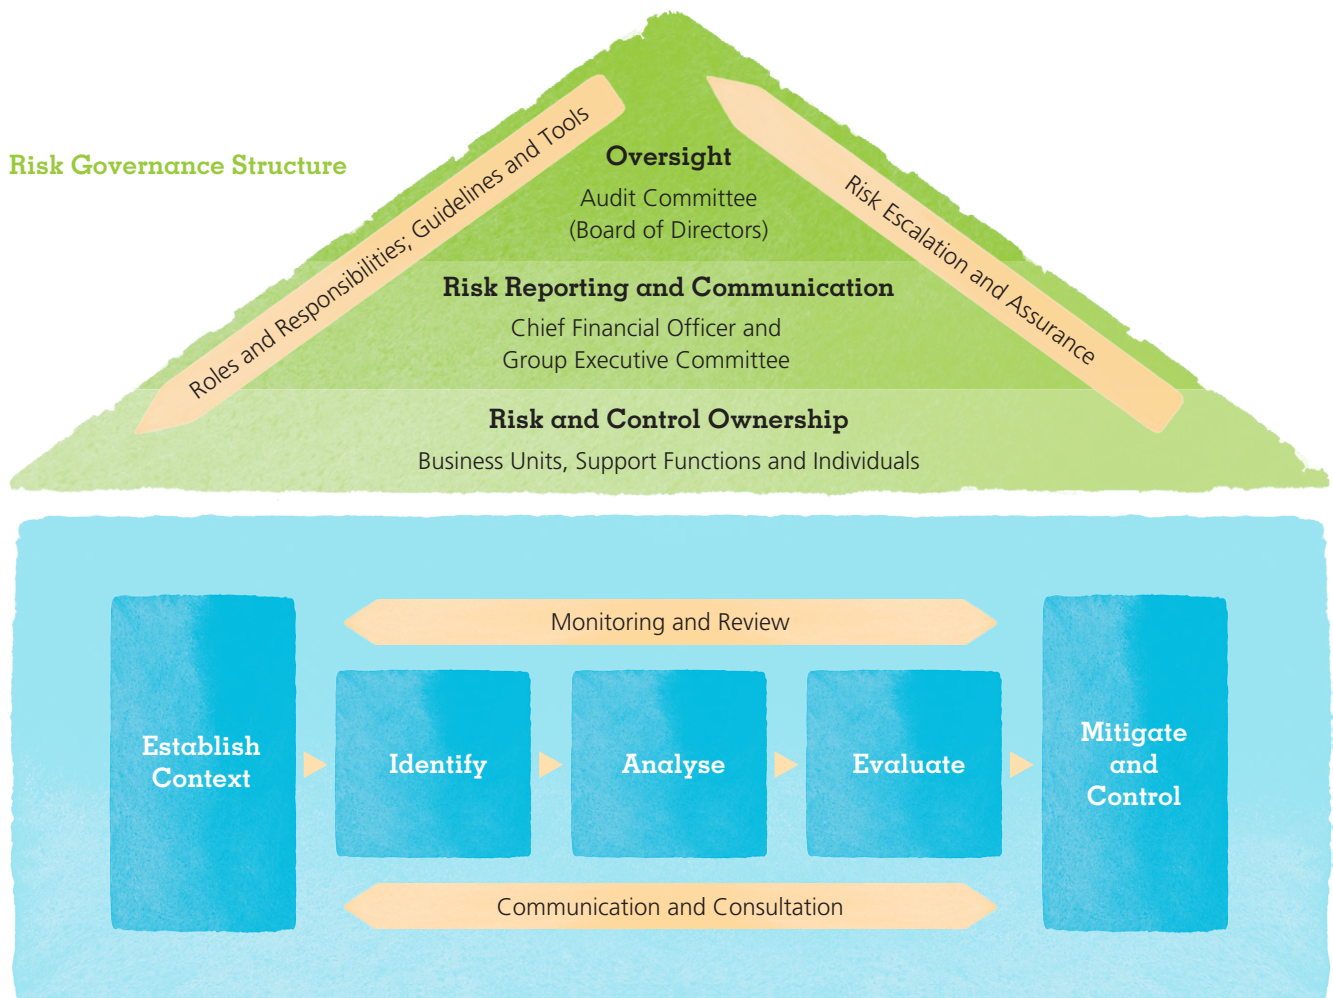 Risk Governance Structure
Roles and Responsibilities; Guidelines and Tools
Risk Escalation and Assurance
Oversight
Audit Committee
(Board of Directors)
Risk Reporting and Communication
Chief Financial Officer and
Group Executive Committee
Risk and Control Ownership
Business Units, Support Functions and Individuals
Monitoring and Review
Establish
Context
Identify
Analyse
Evaluate
Mitigate
and
Control
Communication and Consultation